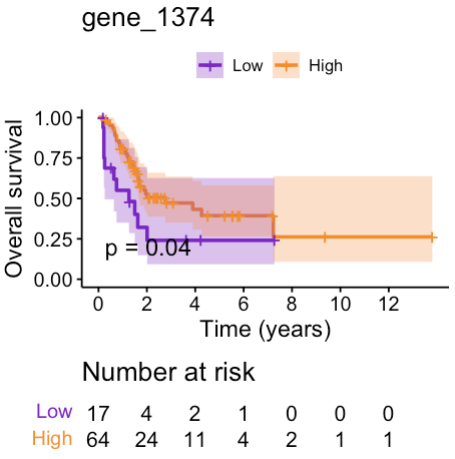 gene_1374
Low High
Overall survival
1.00
0.75
0.50
0.25
0.00
p = 0.04
0 2 4 6 8 10 12
Time (years)
Number at risk
Low 17 4 2 1 0 0 0
High 64 24 11 4 2 1 1